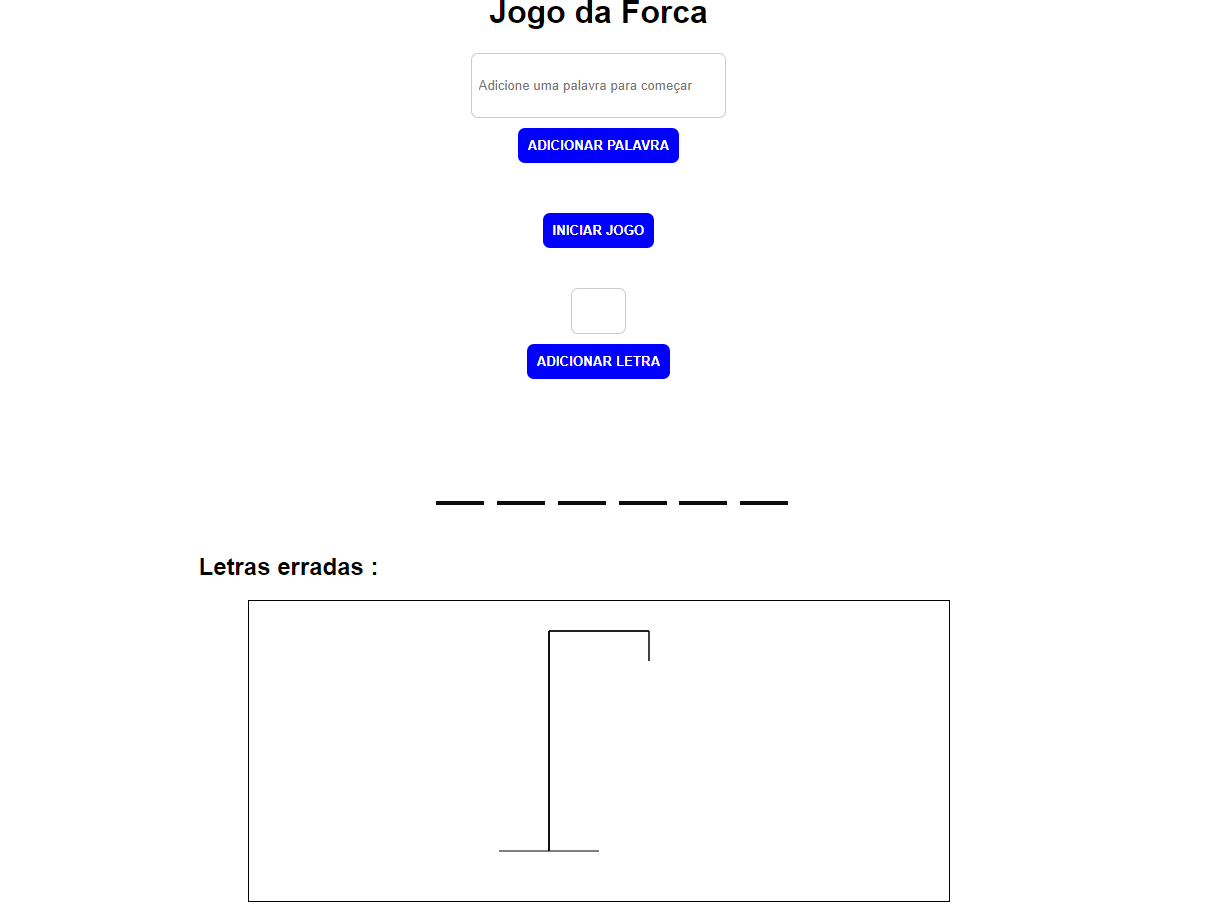 Jogo da Forca
Adicione uma palavra para começar
ADICIONAR PALAVRA
INICIAR JOGO
ADICIONAR LETRA
Letras erradas :